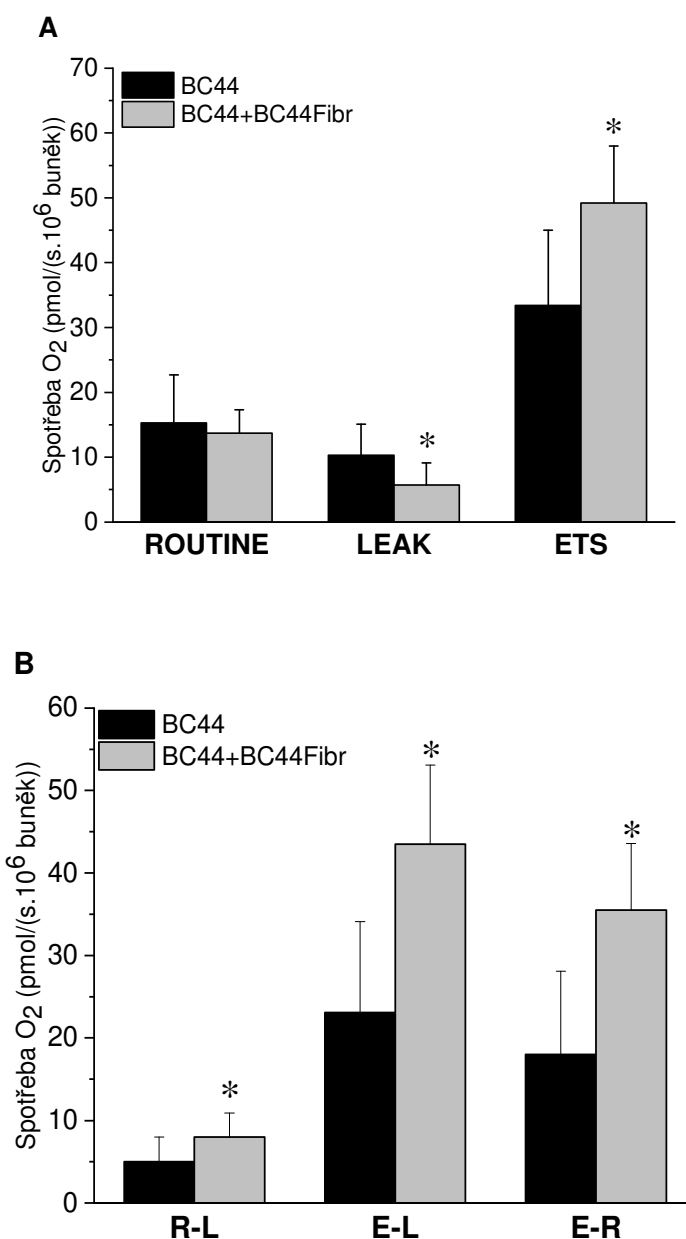 A
70
60
50
40
30
20
10
0
Spotřeba O2 (pmol/(s.10^6 buněk))
BC44
BC44+BC44Fibr
*
*
ROUTINE LEAK ETS
B
60
50
40
30
20
10
0
Spotřeba O2 (pmol/(s.10^6 buněk))
BC44
BC44+BC44Fibr
*
*
*
R-L E-L E-R